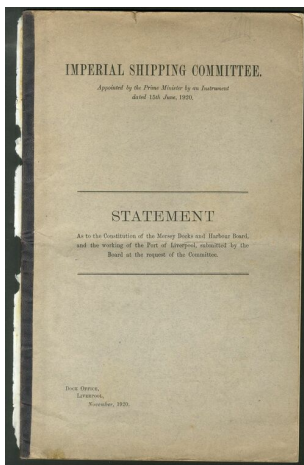 IMPERIAL SHIPPING COMMITTEE.
Appointed by the Prime Minister by an Instrument
dated 15th June, 1920.
STATEMENT
As to the Constitution of the Mersey Docks and Harbour Board,
and the working of the Port of Liverpool, submitted by the
Board at the request of the Committee.
Dock Office,
Liverpool,
November, 1920.